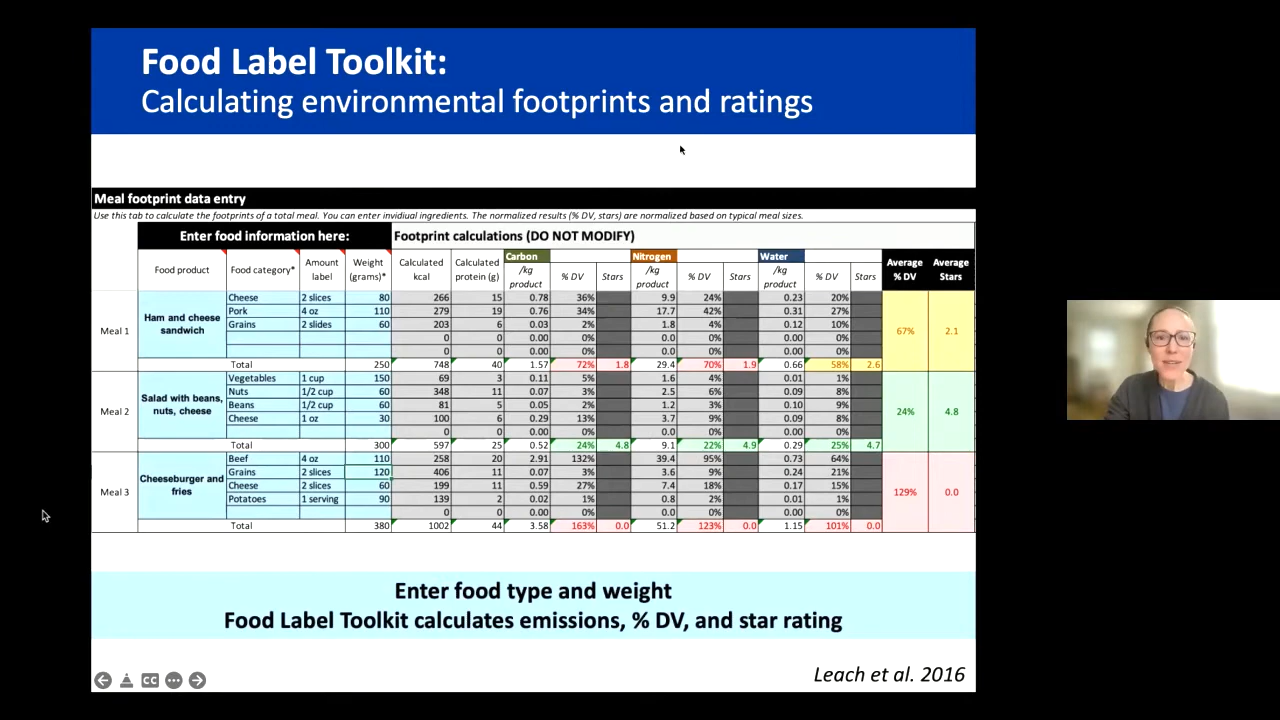 Food Label Toolkit:
Calculating environmental footprints and ratings
Meal footprint data entry
Use this tab to calculate the footprints of a total meal. You can enter invidiual ingredients. The normalized results (% DV, stars) are normalized based on typical meal sizes.
Enter food information here: Footprint calculations (DO NOT MODIFY)
Carbon Nitrogen Water
Food product Food category* Amount label Weight (grams)* Calculated kcal Calculated protein (g) /kg product % DV Stars /kg product % DV Stars /kg product % DV Stars Average % DV Average Stars
Meal 1 Ham and cheese sandwich 67% 2.1
Cheese 2 slices 80 266 15 0.78 36% 9.9 24% 0.23 20%
Pork 4 oz 110 279 19 0.76 34% 17.7 42% 0.31 27%
Grains 2 slides 60 203 6 0.03 2% 1.8 4% 0.12 10%
0 0 0.00 0% 0.0 0% 0.00 0%
0 0 0.00 0% 0.0 0% 0.00 0%
Total 250 748 40 1.57 72% 1.8 29.4 70% 1.9 0.66 58% 2.6
Meal 2 Salad with beans, nuts, cheese 24% 4.8
Vegetables 1 cup 150 69 3 0.11 5% 1.6 4% 0.01 1%
Nuts 1/2 cup 60 348 11 0.07 3% 2.5 6% 0.09 8%
Beans 1/2 cup 60 81 5 0.05 2% 1.2 3% 0.10 9%
Cheese 1 oz 30 100 6 0.29 13% 3.7 9% 0.09 8%
0 0 0.00 0% 0.0 0% 0.00 0%
Total 300 597 25 0.52 24% 4.8 9.1 22% 4.9 0.29 25% 4.7
Meal 3 Cheeseburger and fries 129% 0.0
Beef 4 oz 110 258 20 2.91 132% 39.4 95% 0.73 64%
Grains 2 slices 120 406 11 0.07 3% 3.6 9% 0.24 21%
Cheese 2 slices 60 199 11 0.59 27% 7.4 18% 0.17 15%
Potatoes 1 serving 90 139 2 0.02 1% 0.8 2% 0.01 1%
0 0 0.00 0% 0.0 0% 0.00 0%
Total 380 1002 44 3.58 163% 0.0 51.2 123% 0.0 1.15 101% 0.0
Enter food type and weight
Food Label Toolkit calculates emissions, % DV, and star rating
Leach et al. 2016
CC